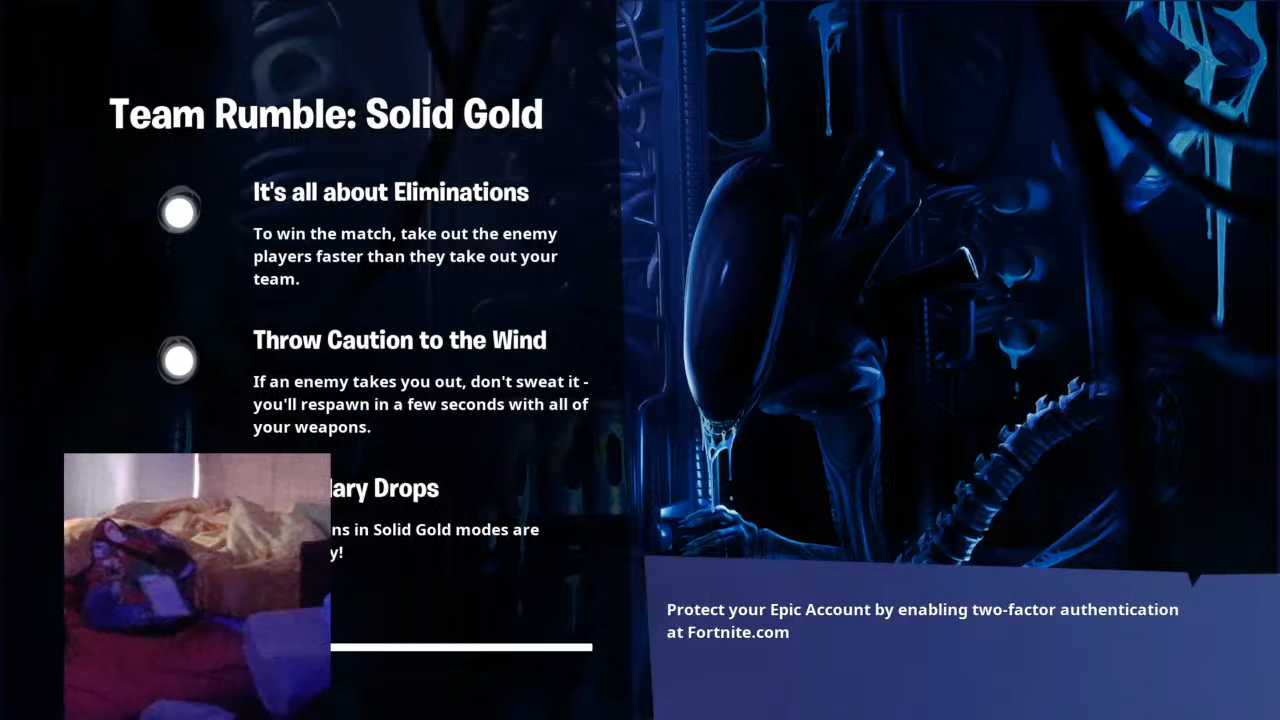 Team Rumble: Solid Gold
It's all about Eliminations
To win the match, take out the enemy
players faster than they take out your
team.
Throw Caution to the Wind
If an enemy takes you out, don't sweat it -
you'll respawn in a few seconds with all of
your weapons.
Drops
in Solid Gold modes are
Protect your Epic Account by enabling two-factor authentication
at Fortnite.com